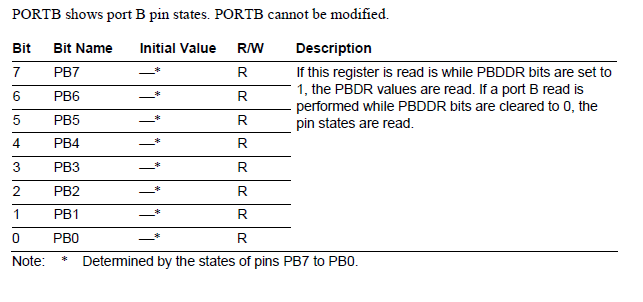 PORTB shows port B pin states. PORTB cannot be modified.
Bit Bit Name Initial Value R/W Description
7 PB7 —* R If this register is read is while PBDDR bits are set to
1, the PBDR values are read. If a port B read is
6 PB6 —* R
performed while PBDDR bits are cleared to 0, the
5 PB5 —* R
pin states are read.
4 PB4 —* R
3 PB3 —* R
2 PB2 —* R
1 PB1 —* R
0 PB0 —* R
Note: * Determined by the states of pins PB7 to PB0.